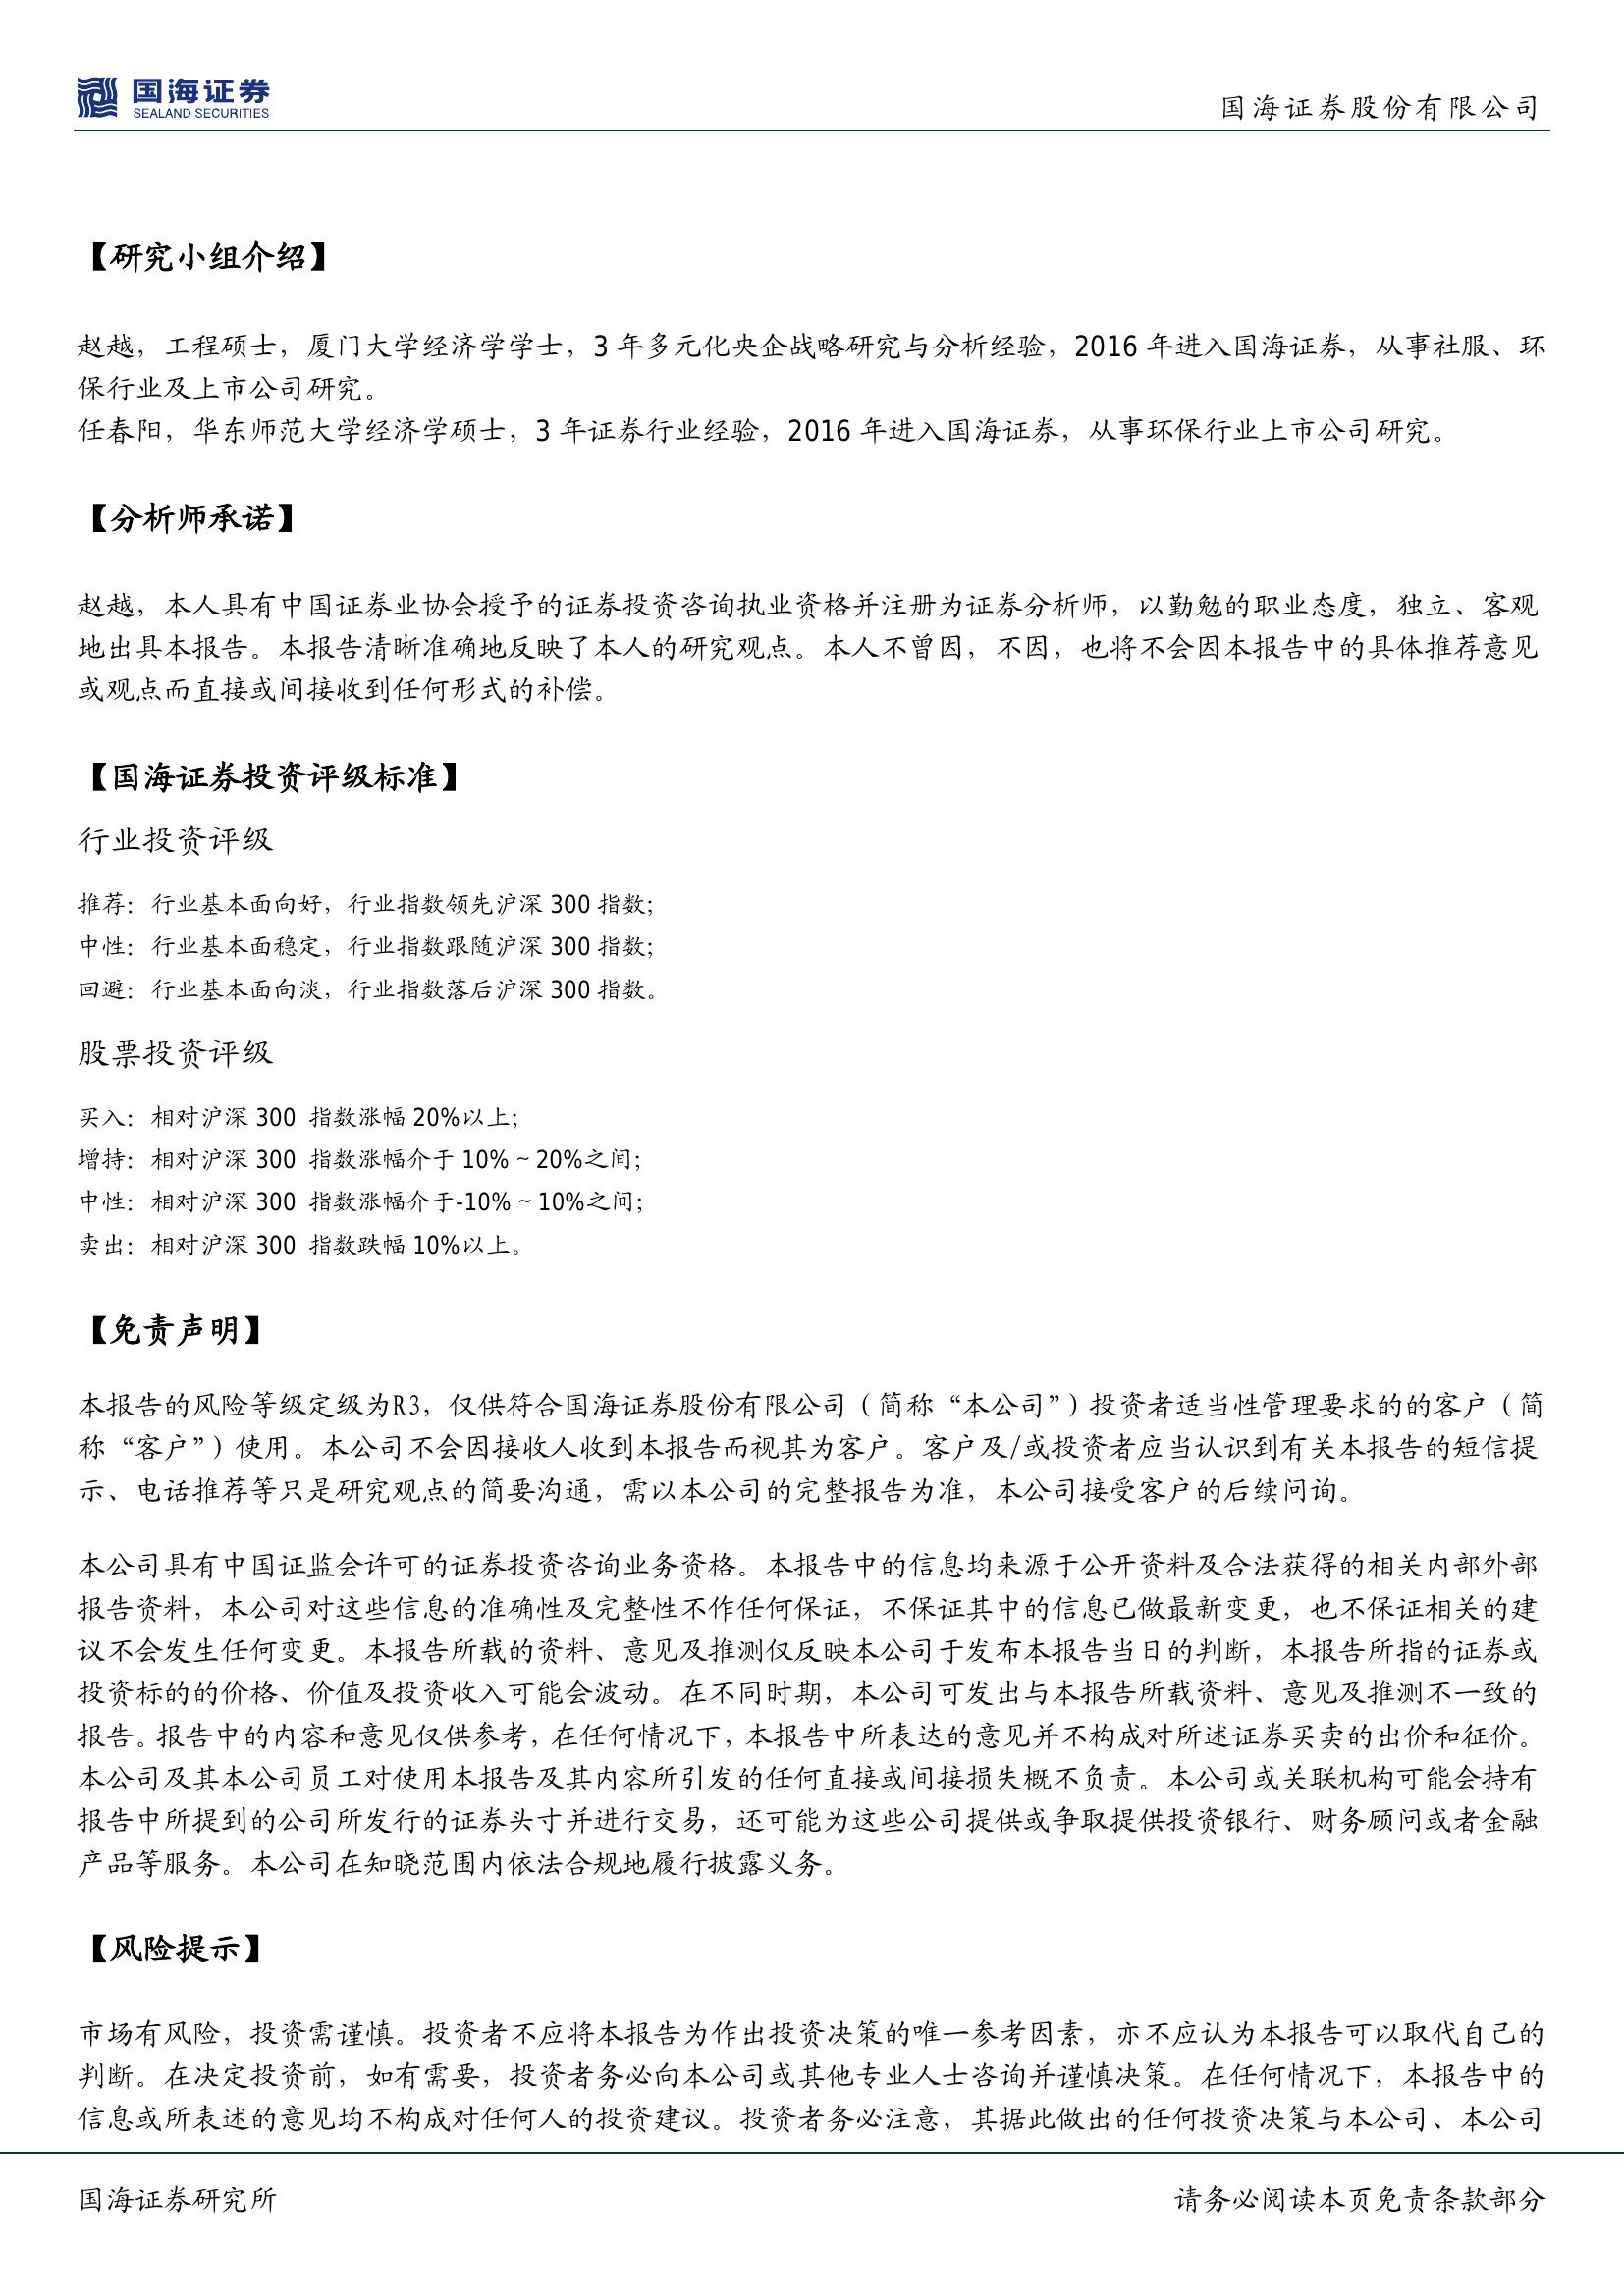 国海证券
SEALAND SECURITIES
国海证券股份有限公司
【研究小组介绍】
赵越，工程硕士，厦门大学经济学学士，3 年多元化央企战略研究与分析经验，2016 年进入国海证券，从事社服、环
保行业及上市公司研究。
任春阳，华东师范大学经济学硕士，3 年证券行业经验，2016 年进入国海证券，从事环保行业上市公司研究。
【分析师承诺】
赵越，本人具有中国证券业协会授予的证券投资咨询执业资格并注册为证券分析师，以勤勉的职业态度，独立、客观
地出具本报告。本报告清晰准确地反映了本人的研究观点。本人不曾因，不因，也将不会因本报告中的具体推荐意见
或观点而直接或间接收到任何形式的补偿。
【国海证券投资评级标准】
行业投资评级
推荐：行业基本面向好，行业指数领先沪深 300 指数；
中性：行业基本面稳定，行业指数跟随沪深 300 指数；
回避：行业基本面向淡，行业指数落后沪深 300 指数。
股票投资评级
买入：相对沪深 300 指数涨幅 20%以上；
增持：相对沪深 300 指数涨幅介于 10%～20%之间；
中性：相对沪深 300 指数涨幅介于-10%～10%之间；
卖出：相对沪深 300 指数跌幅 10%以上。
【免责声明】
本报告的风险等级定级为R3，仅供符合国海证券股份有限公司（简称“本公司”）投资者适当性管理要求的的客户（简
称“客户”）使用。本公司不会因接收人收到本报告而视其为客户。客户及/或投资者应当认识到有关本报告的短信提
示、电话推荐等只是研究观点的简要沟通，需以本公司的完整报告为准，本公司接受客户的后续问询。
本公司具有中国证监会许可的证券投资咨询业务资格。本报告中的信息均来源于公开资料及合法获得的相关内部外部
报告资料，本公司对这些信息的准确性及完整性不作任何保证，不保证其中的信息已做最新变更，也不保证相关的建
议不会发生任何变更。本报告所载的资料、意见及推测仅反映本公司于发布本报告当日的判断，本报告所指的证券或
投资标的的价格、价值及投资收入可能会波动。在不同时期，本公司可发出与本报告所载资料、意见及推测不一致的
报告。报告中的内容和意见仅供参考，在任何情况下，本报告中所表达的意见并不构成对所述证券买卖的出价和征价。
本公司及其本公司员工对使用本报告及其内容所引发的任何直接或间接损失概不负责。本公司或关联机构可能会持有
报告中所提到的公司所发行的证券头寸并进行交易，还可能为这些公司提供或争取提供投资银行、财务顾问或者金融
产品等服务。本公司在知晓范围内依法合规地履行披露义务。
【风险提示】
市场有风险，投资需谨慎。投资者不应将本报告为作出投资决策的唯一参考因素，亦不应认为本报告可以取代自己的
判断。在决定投资前，如有需要，投资者务必向本公司或其他专业人士咨询并谨慎决策。在任何情况下，本报告中的
信息或所表述的意见均不构成对任何人的投资建议。投资者务必注意，其据此做出的任何投资决策与本公司、本公司
国海证券研究所
请务必阅读本页免责条款部分